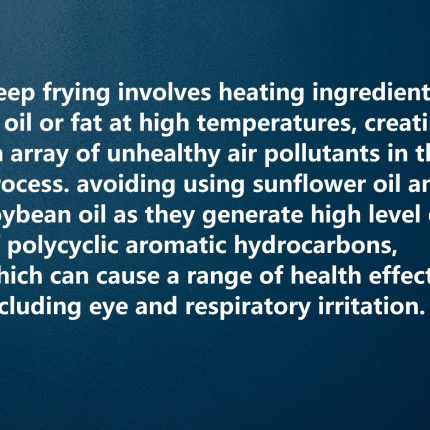 eep frying involves heating ingredient
oil or fat at high temperatures, creati
array of unhealthy air pollutants in th
rocess. avoiding using sunflower oil an
oybean oil as they generate high level
polycyclic aromatic hydrocarbons,
hich can cause a range of health effect
cluding eye and respiratory irritation.